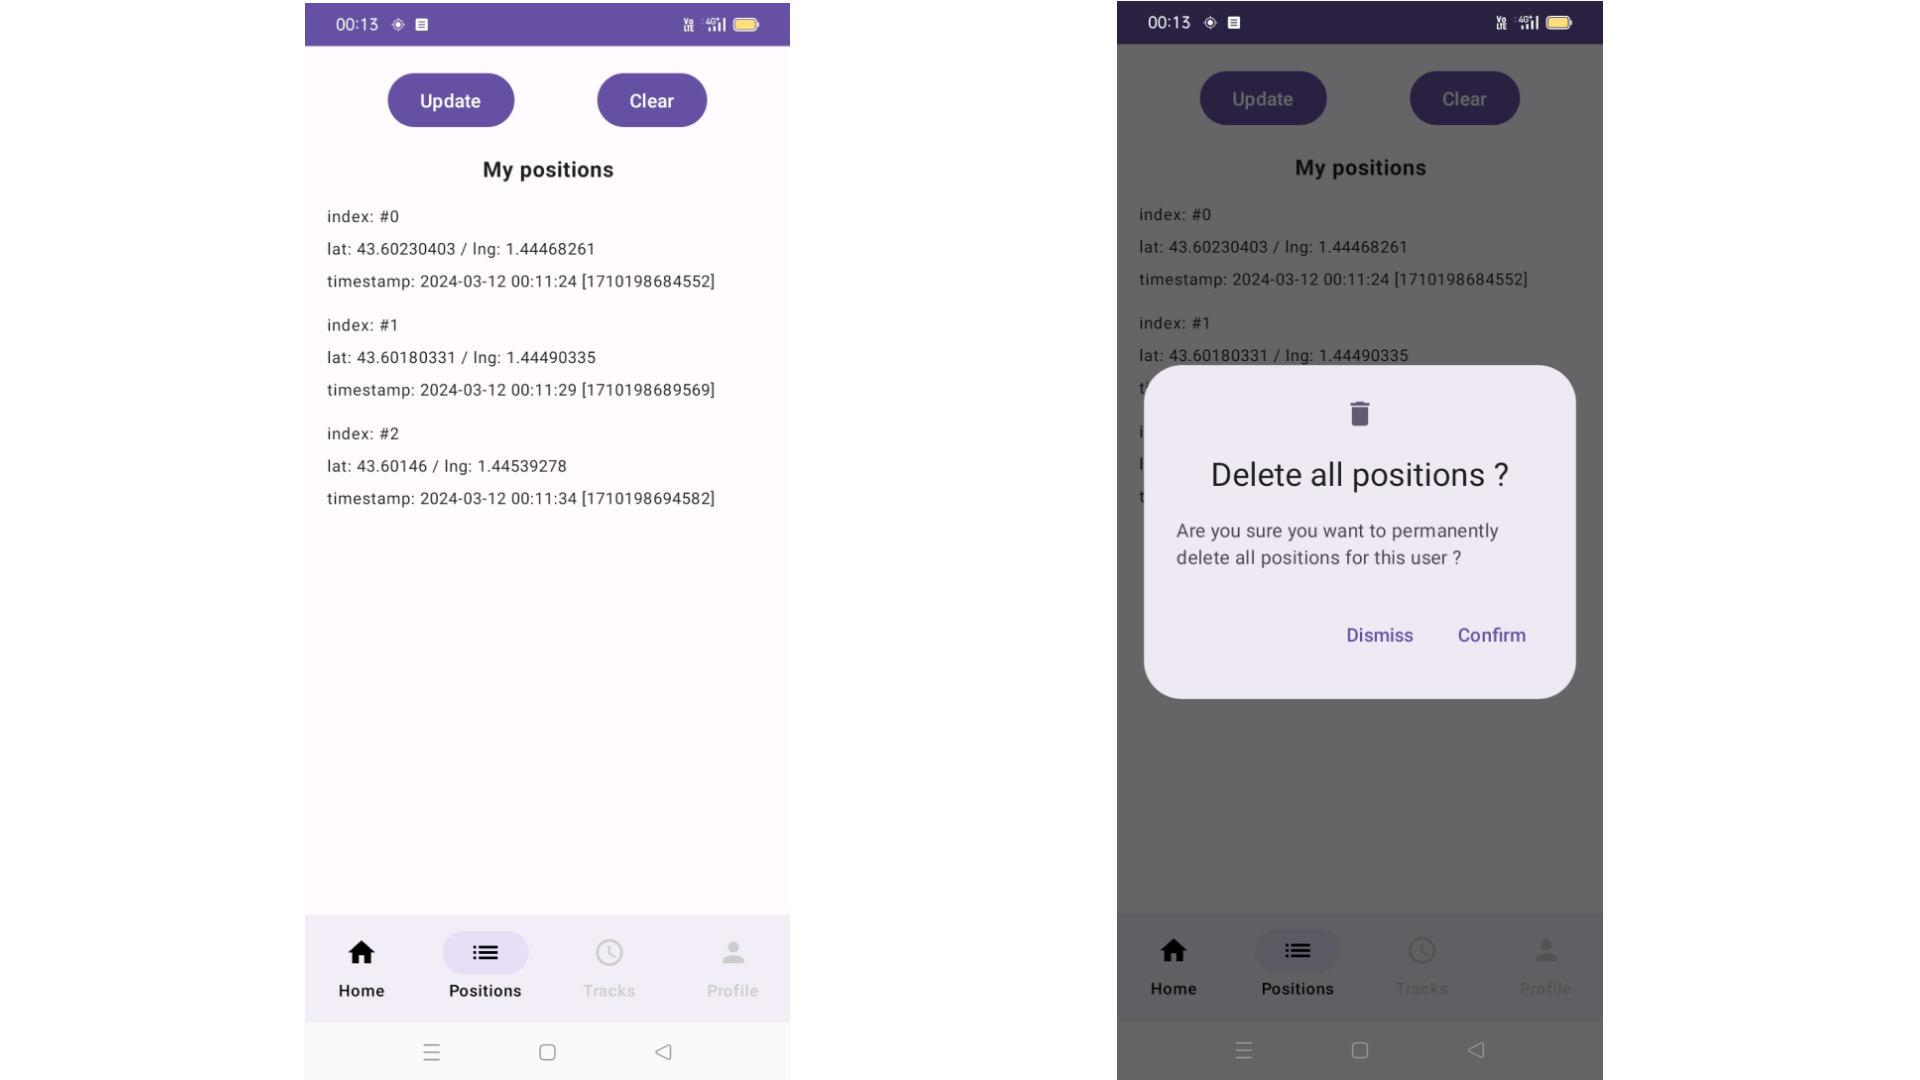 00:13
Update
Clear
My positions
index: #0
lat: 43.60230403 / lng: 1.44468261
timestamp: 2024-03-12 00:11:24 [1710198684552]
index: #1
lat: 43.60180331 / lng: 1.44490335
timestamp: 2024-03-12 00:11:29 [1710198689569]
index: #2
lat: 43.60146 / lng: 1.44539278
timestamp: 2024-03-12 00:11:34 [1710198694582]
Home
Positions
Tracks
Profile
00:13
Update
Clear
My positions
index: #0
lat: 43.60230403 / lng: 1.44468261
timestamp: 2024-03-12 00:11:24 [1710198684552]
index: #1
lat: 43.60180331 / lng: 1.44490335
Delete all positions ?
Are you sure you want to permanently
delete all positions for this user ?
Dismiss
Confirm
Home
Positions
Tracks
Profile